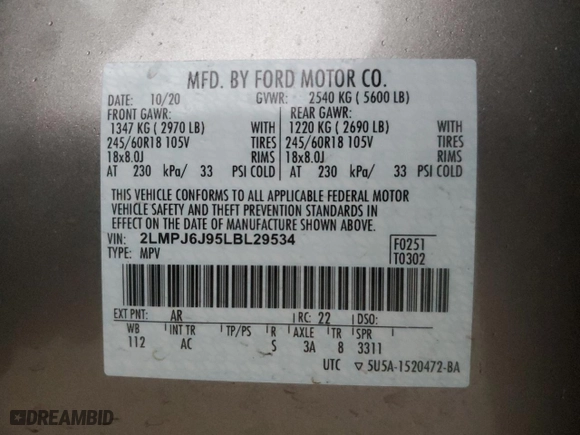 MFD. BY FORD MOTOR CO.
DATE: 10/20 GVWR: 2540 KG ( 5600 LB)
FRONT GAWR: REAR GAWR:
1347 KG ( 2970 LB) WITH 1220 KG ( 2690 LB) WITH
245/60R18 105V TIRES 245/60R18 105V TIRES
18x8.0J RIMS 18x8.0J RIMS
AT 230 kPa/ 33 PSI COLD AT 230 kPa/ 33 PSI COLD
THIS VEHICLE CONFORMS TO ALL APPLICABLE FEDERAL MOTOR
VEHICLE SAFETY AND THEFT PREVENTION STANDARDS IN
EFFECT ON THE DATE OF MANUFACTURE SHOWN ABOVE.
VIN: 2LMPJ6J95LBL29534 F0251
TYPE: MPV T0302
EXT PNT: AR RC: 22 DSO:
WB INT TR TP/PS R AXLE TR SPR
112 AC S 3A 8 3311
UTC ▽ 5U5A-1520472-BA
DREAMBID